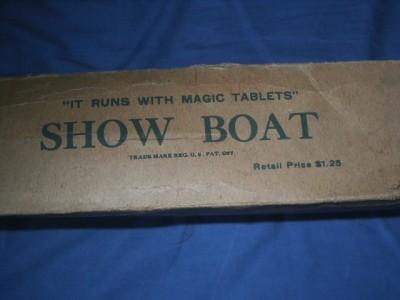 "IT RUNS WITH MAGIC TABLETS"
SHOW BOAT
TRADE MARK REG. U. S. PAT. OFF.
Retail Price $1.25